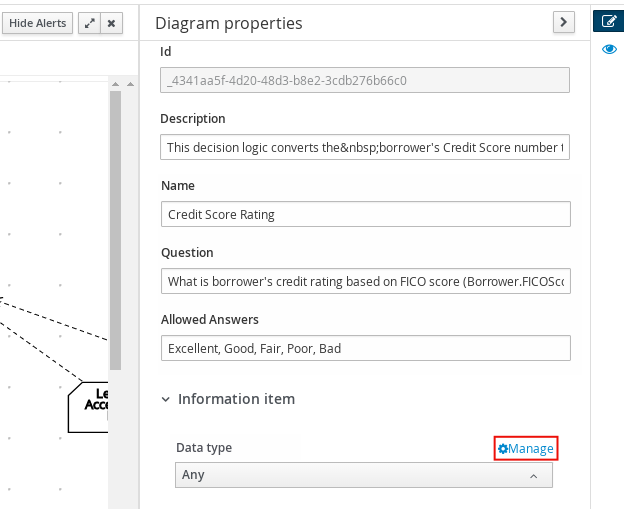 Hide Alerts
Diagram properties
Id
_4341aa5f-4d20-48d3-b8e2-3cdb276b66c0
Description
This decision logic converts the&nbsp;borrower's Credit Score number
Name
Credit Score Rating
Question
What is borrower's credit rating based on FICO score (Borrower.FICOSco
Allowed Answers
Excellent, Good, Fair, Poor, Bad
Information item
Data type
Manage
Any
Le
Acce